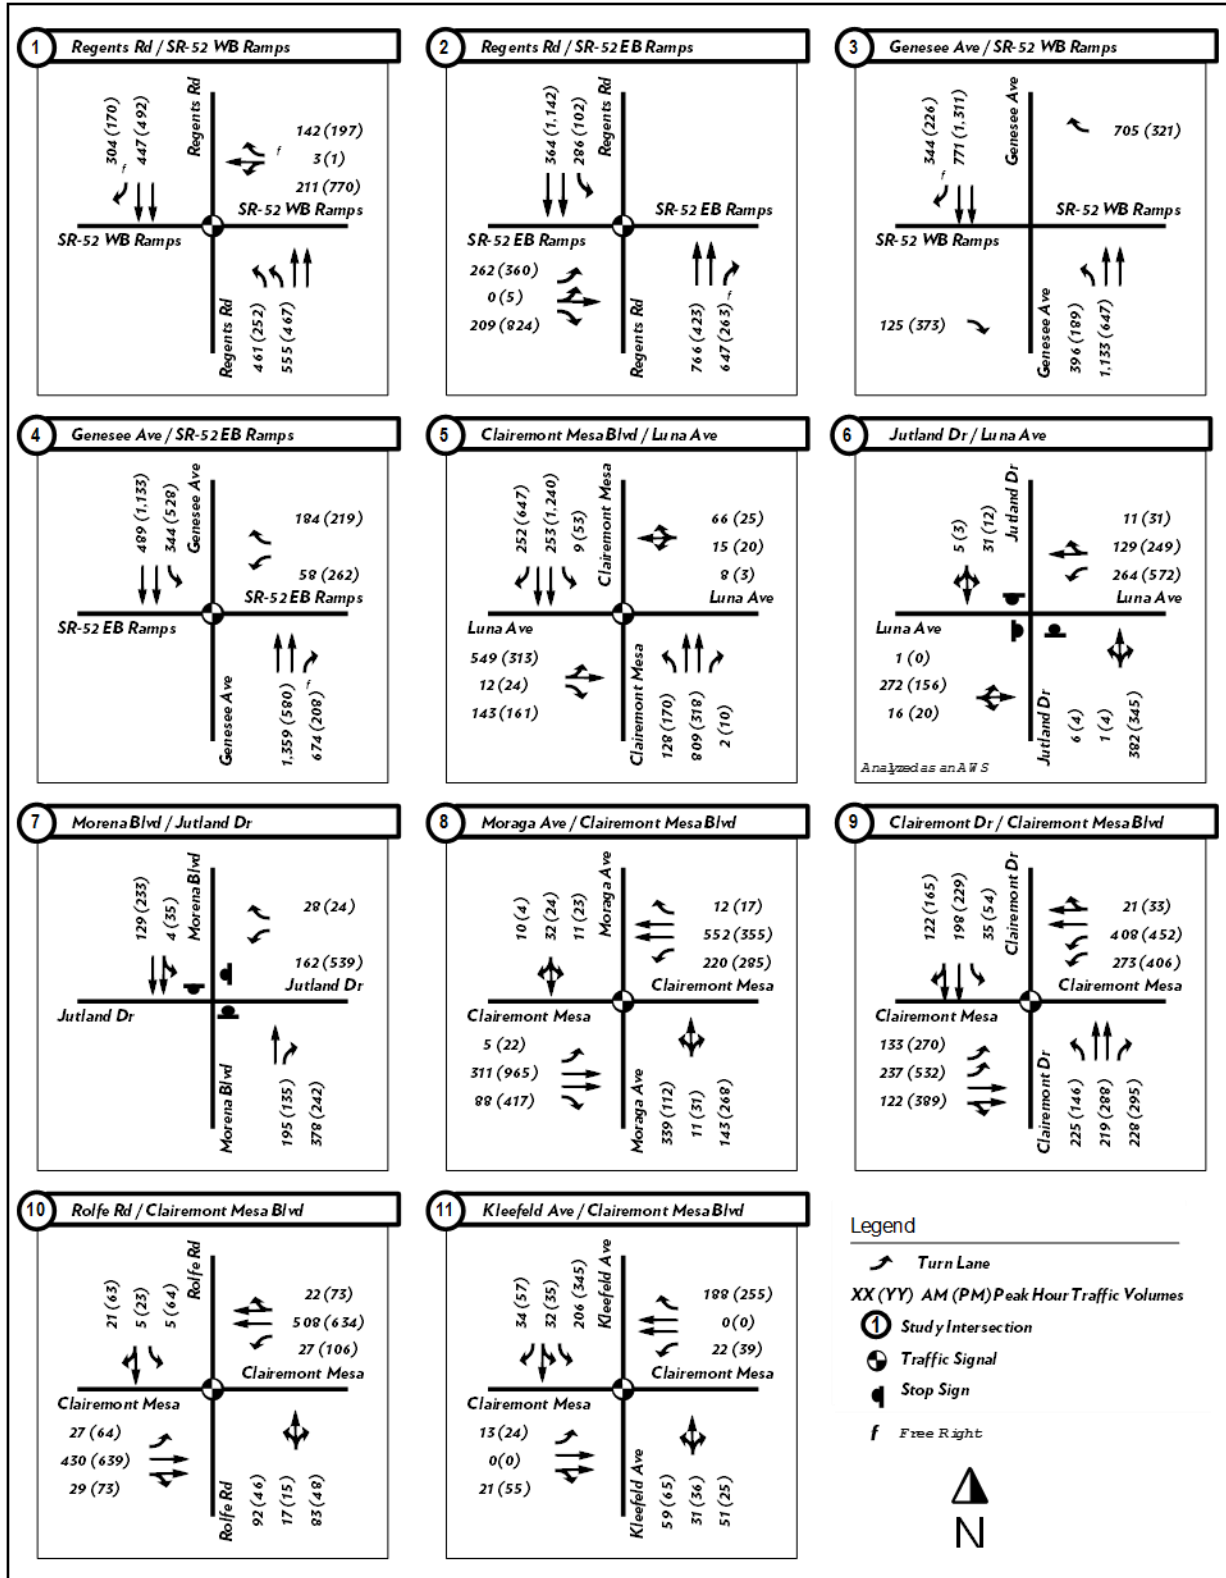 1 Regents Rd / SR-52 WB Ramps
304 (170)
447 (492)
Regents Rd
142 (197)
3 (1)
211 (770)
f
f
SR-52 WB Ramps
SR-52 WB Ramps
Regents Rd
461 (252)
555 (467)
2 Regents Rd / SR-52 EB Ramps
364 (1,142)
286 (102)
Regents Rd
SR-52 EB Ramps
SR-52 EB Ramps
262 (360)
0 (5)
209 (824)
Regents Rd
766 (423)
647 (263)
f
3 Genesee Ave / SR-52 WB Ramps
344 (226)
771 (1,311)
f
Genesee Ave
705 (321)
SR-52 WB Ramps
SR-52 WB Ramps
125 (373)
Genesee Ave
396 (189)
1,133 (647)
4 Genesee Ave / SR-52 EB Ramps
489 (1,133)
344 (528)
Genesee Ave
184 (219)
58 (262)
SR-52 EB Ramps
SR-52 EB Ramps
Genesee Ave
1,359 (580)
674 (208)
f
5 Clairemont Mesa Blvd / Luna Ave
252 (647)
253 (1,240)
9 (53)
Clairemont Mesa
66 (25)
15 (20)
8 (3)
Luna Ave
Luna Ave
549 (313)
12 (24)
143 (161)
Clairemont Mesa
128 (170)
809 (318)
2 (10)
6 Jutland Dr / Luna Ave
5 (3)
31 (12)
Jutland Dr
11 (31)
129 (249)
264 (572)
Luna Ave
Luna Ave
1 (0)
272 (156)
16 (20)
Jutland Dr
6 (4)
1 (4)
382 (345)
Analyzed as an AWS
7 Morena Blvd / Jutland Dr
129 (233)
4 (35)
Morena Blvd
28 (24)
162 (539)
Jutland Dr
Jutland Dr
Morena Blvd
195 (135)
378 (242)
8 Moraga Ave / Clairemont Mesa Blvd
10 (4)
32 (24)
11 (23)
Moraga Ave
12 (17)
552 (355)
220 (285)
Clairemont Mesa
Clairemont Mesa
5 (22)
311 (965)
88 (417)
Moraga Ave
339 (112)
11 (31)
143 (268)
9 Clairemont Dr / Clairemont Mesa Blvd
122 (165)
198 (229)
35 (54)
Clairemont Dr
21 (33)
408 (452)
273 (406)
Clairemont Mesa
Clairemont Mesa
133 (270)
237 (532)
122 (389)
Clairemont Dr
225 (146)
219 (288)
228 (295)
10 Rolfe Rd / Clairemont Mesa Blvd
21 (63)
5 (23)
5 (64)
Rolfe Rd
22 (73)
508 (634)
27 (106)
Clairemont Mesa
Clairemont Mesa
27 (64)
430 (639)
29 (73)
Rolfe Rd
92 (46)
17 (15)
83 (48)
11 Kleefeld Ave / Clairemont Mesa Blvd
34 (57)
32 (35)
206 (345)
Kleefeld Ave
188 (255)
0 (0)
22 (39)
Clairemont Mesa
Clairemont Mesa
13 (24)
0 (0)
21 (55)
Kleefeld Ave
59 (65)
31 (36)
51 (25)
Legend
Turn Lane
XX (YY) AM (PM) Peak Hour Traffic Volumes
1 Study Intersection
Traffic Signal
Stop Sign
f Free Right
N